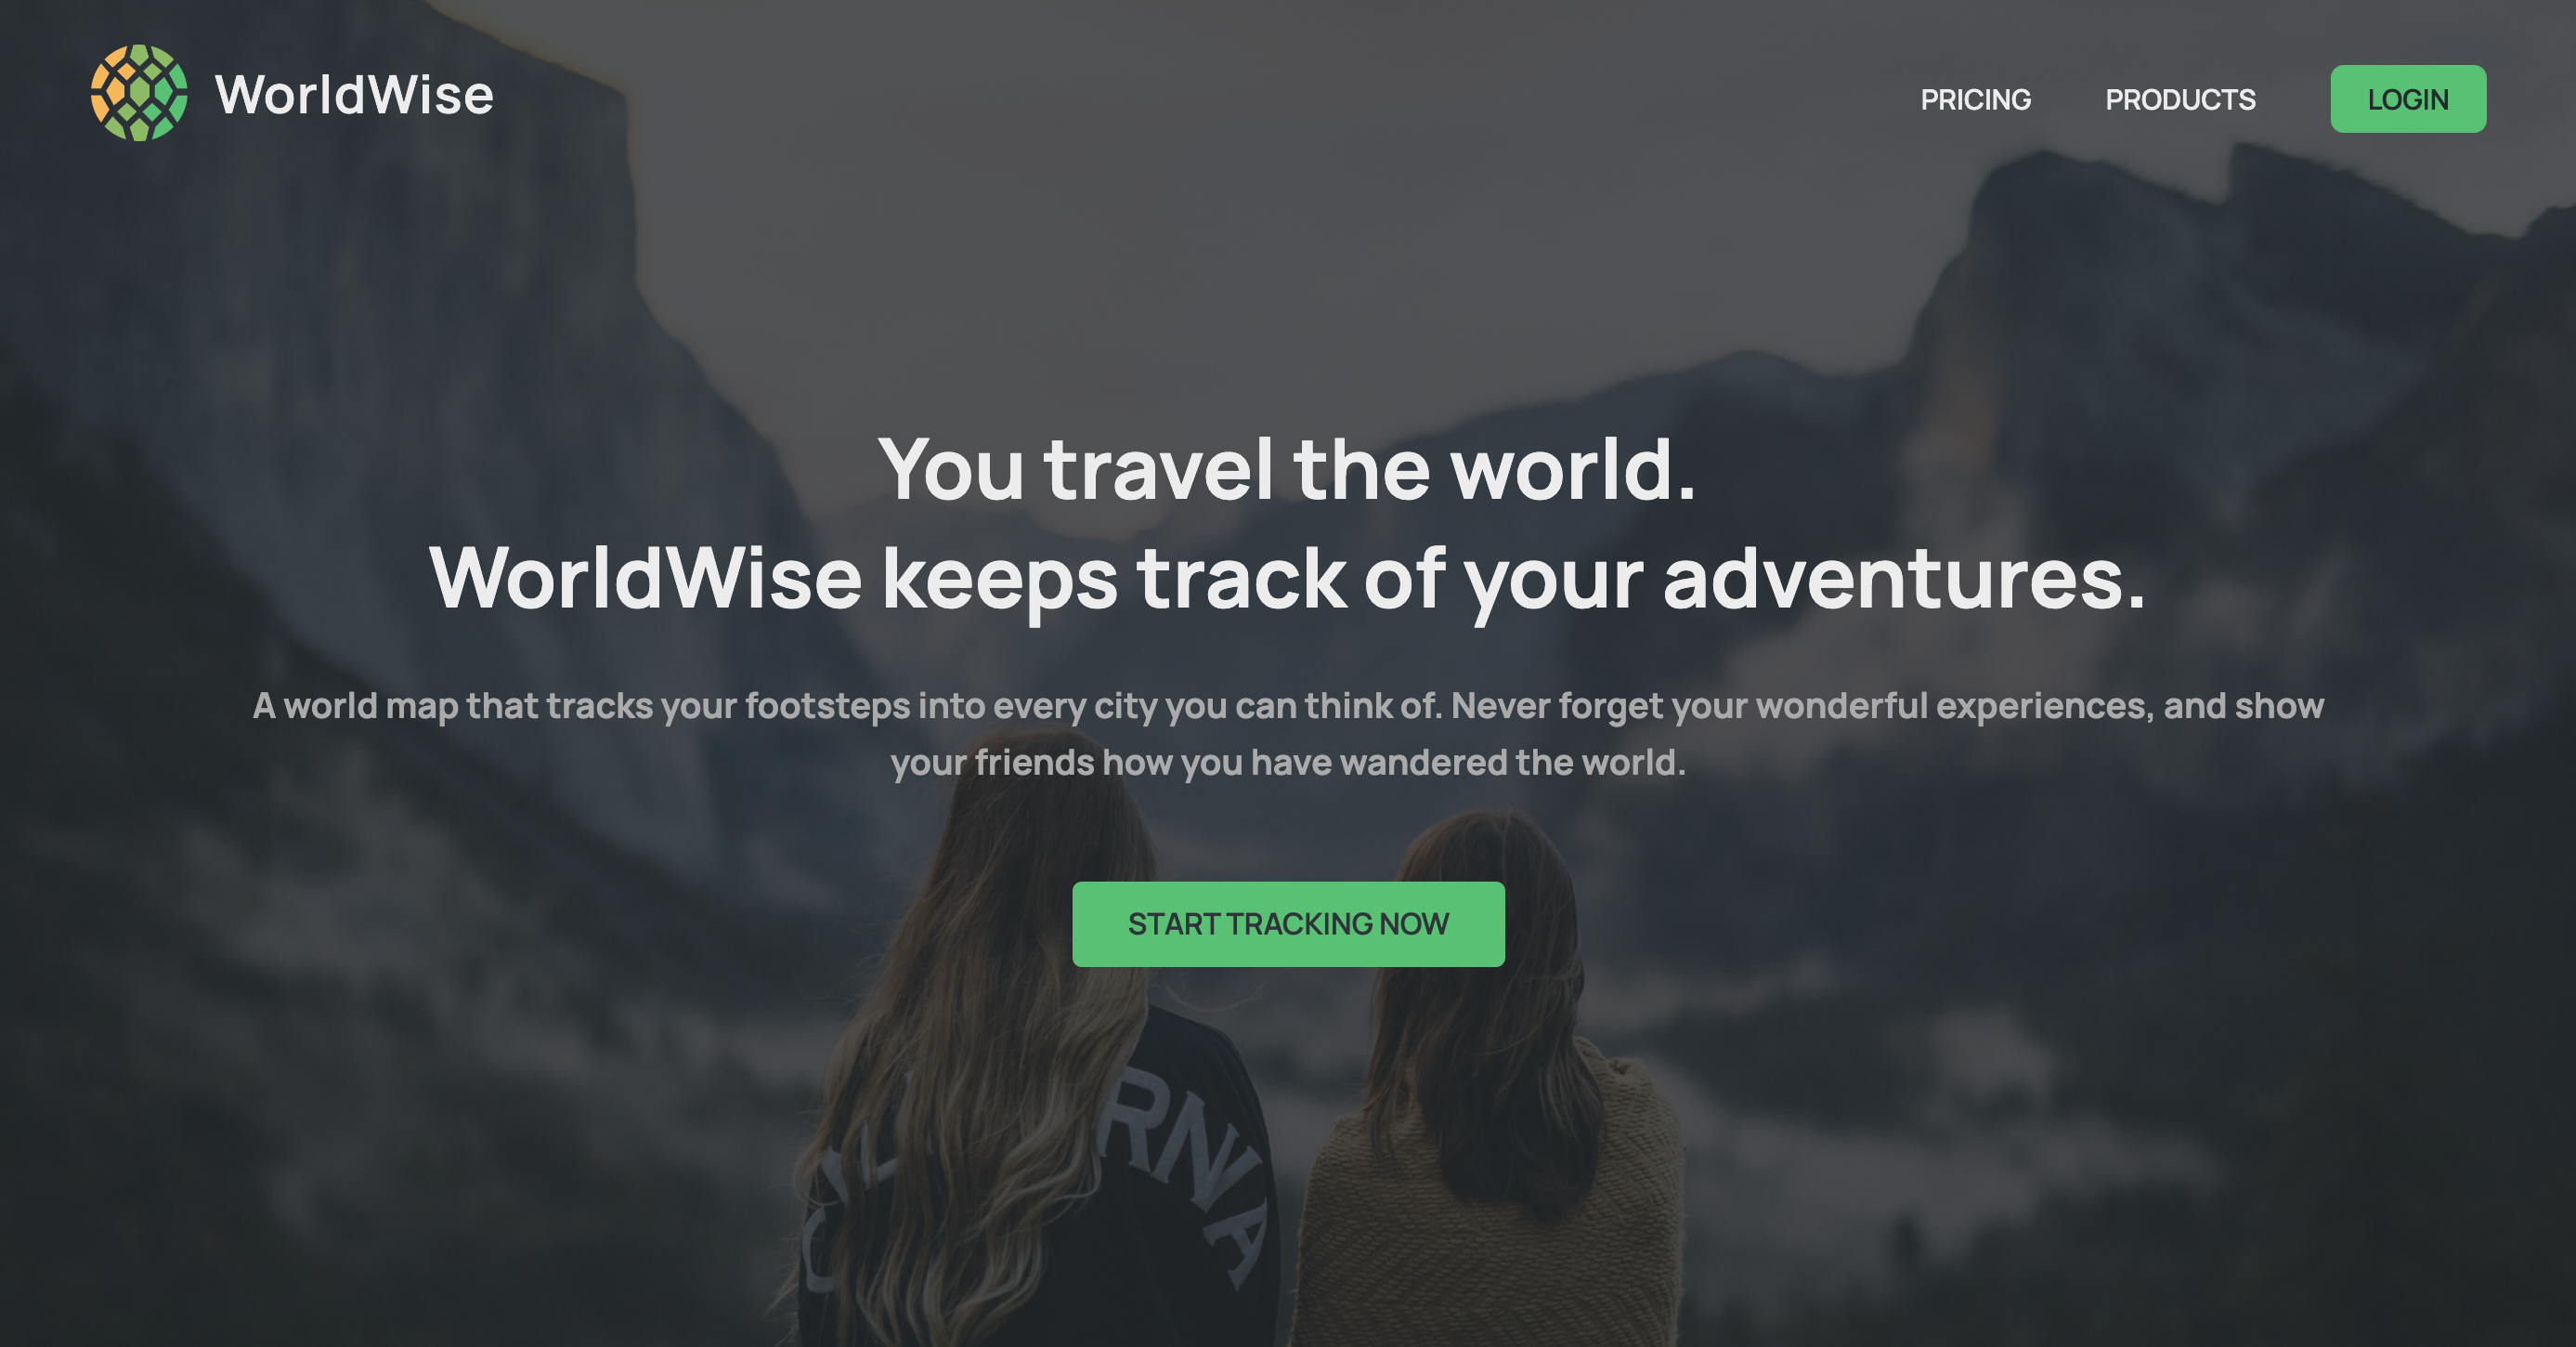 WorldWise
PRICING
PRODUCTS
LOGIN
You travel the world.
WorldWise keeps track of your adventures.
A world map that tracks your footsteps into every city you can think of. Never forget your wonderful experiences, and show
your friends how you have wandered the world.
START TRACKING NOW
RNIA